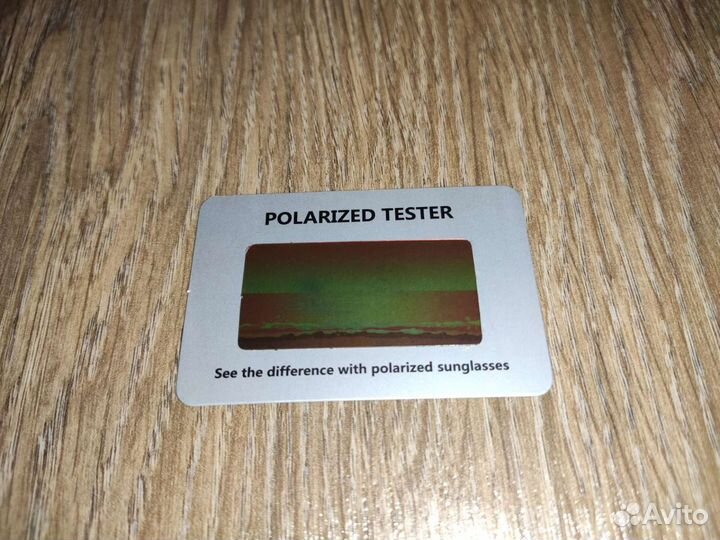 POLARIZED TESTER
See the difference with polarized sunglasses
Avito